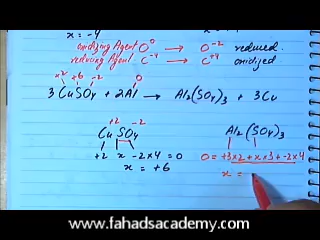 x = -4
oxidizing Agent O⁰ → O⁻² reduced.
reducing Agent C⁻⁴ → C⁺⁴ oxidized
+2 +6 -2 0
3CuSO₄ + 2Al → Al₂(SO₄)₃ + 3Cu
+2 -2
CuSO₄ Al₂(SO₄)₃
+2 x -2×4 = 0 0 = +3×2 + x×3 + -2×4
x = +6 x =
www.fahadsacademy.com